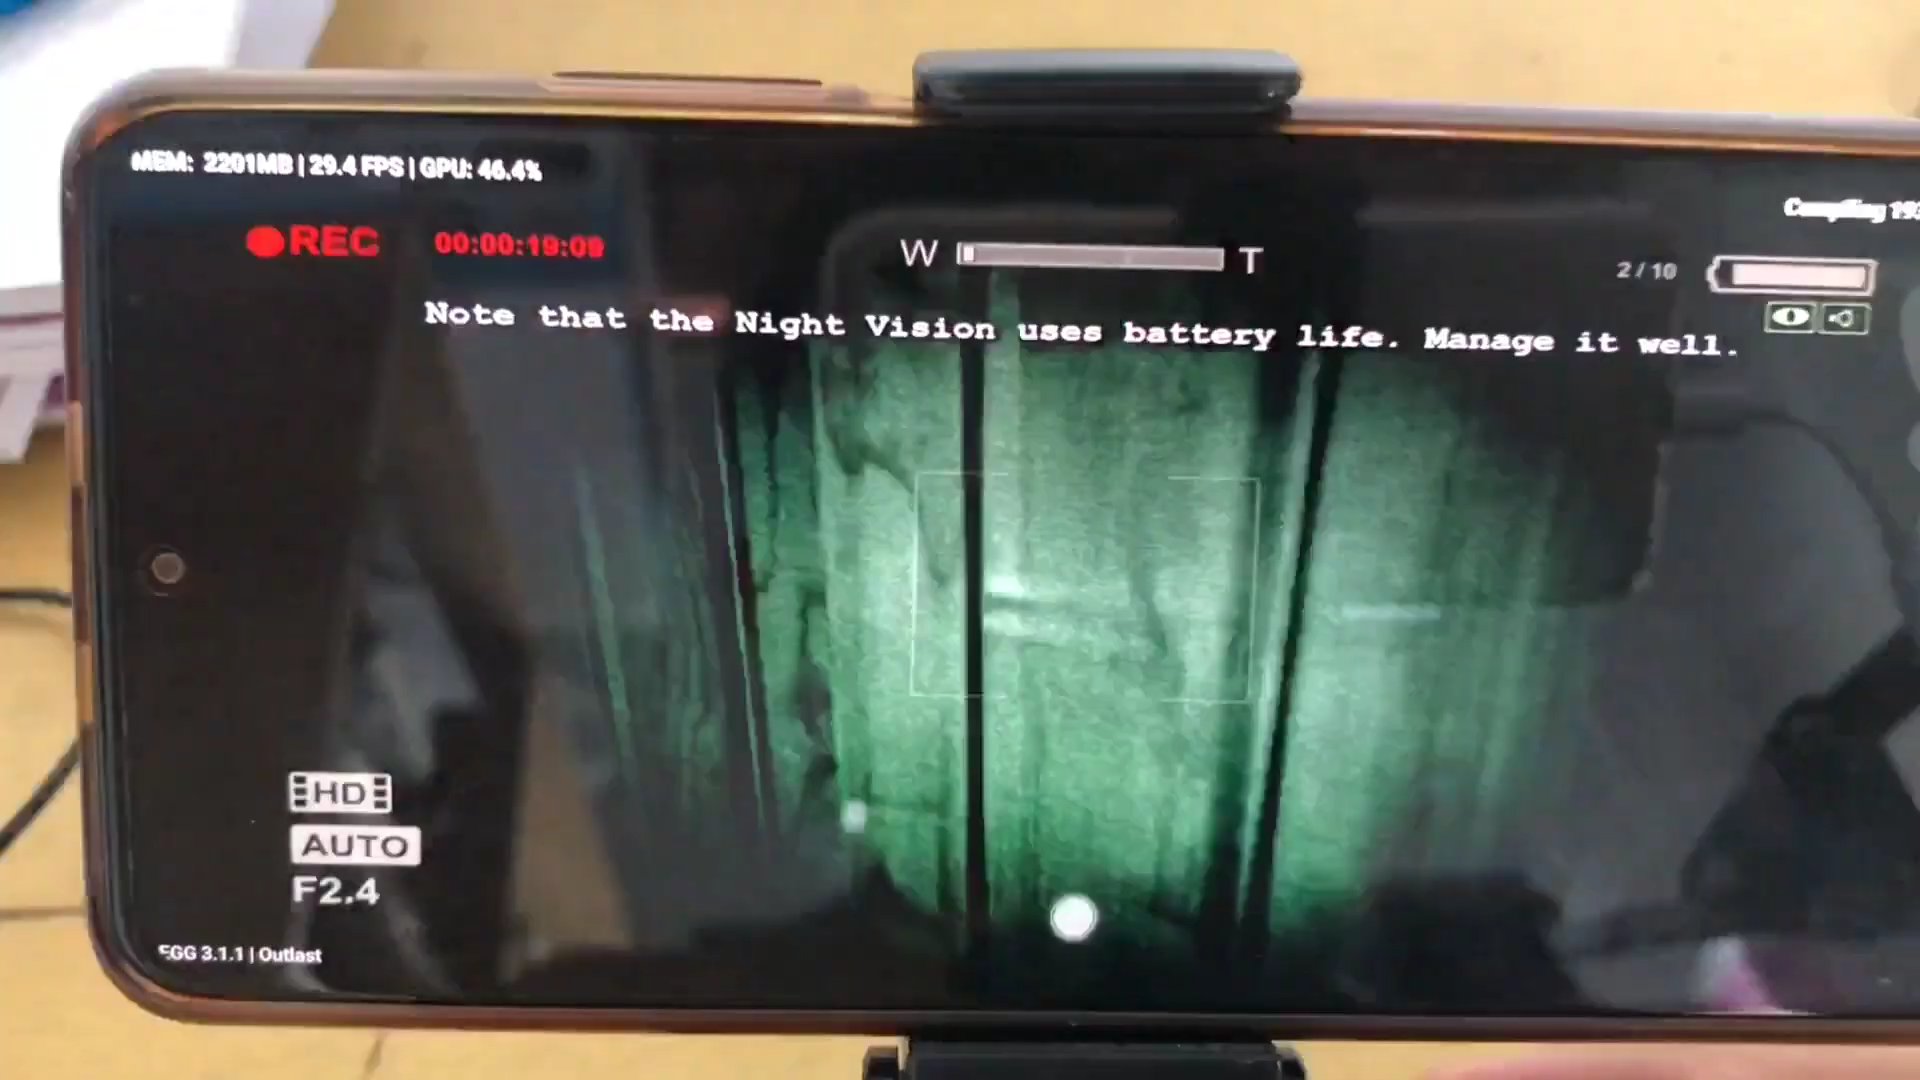 MEM: 2201MB | 29.4 FPS | GPU: 46.4%
Compiling
REC 00:00:19:09
W T
2 / 10
Note that the Night Vision uses battery life. Manage it well.
HD
AUTO
F2.4
EGG 3.1.1 | Outlast